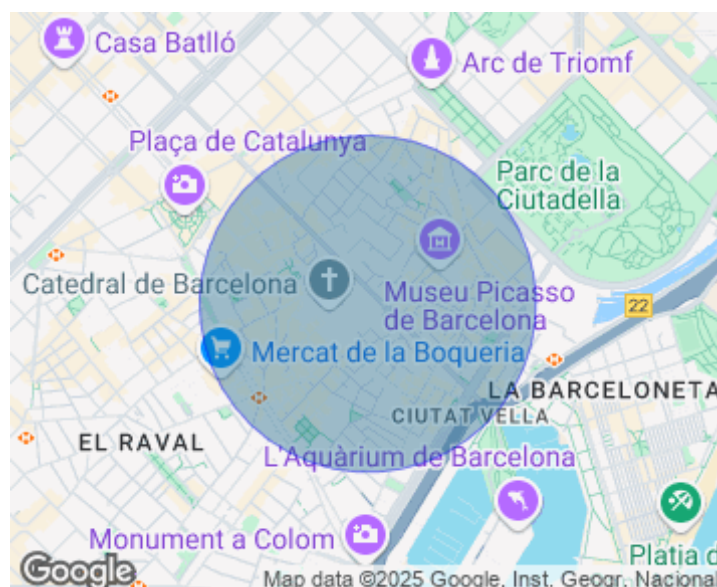 Casa Batlló
Arc de Triomf
Plaça de Catalunya
Parc de la
Ciutadella
Catedral de Barcelona
Museu Picasso
de Barcelona
22
Mercat de la Boqueria
LA BARCELONETA
CIUTAT VELLA
EL RAVAL
L'Aquàrium de Barcelona
Monument a Colom
Platja d
Google
Map data ©2025 Google, Inst. Geogr. Naciona